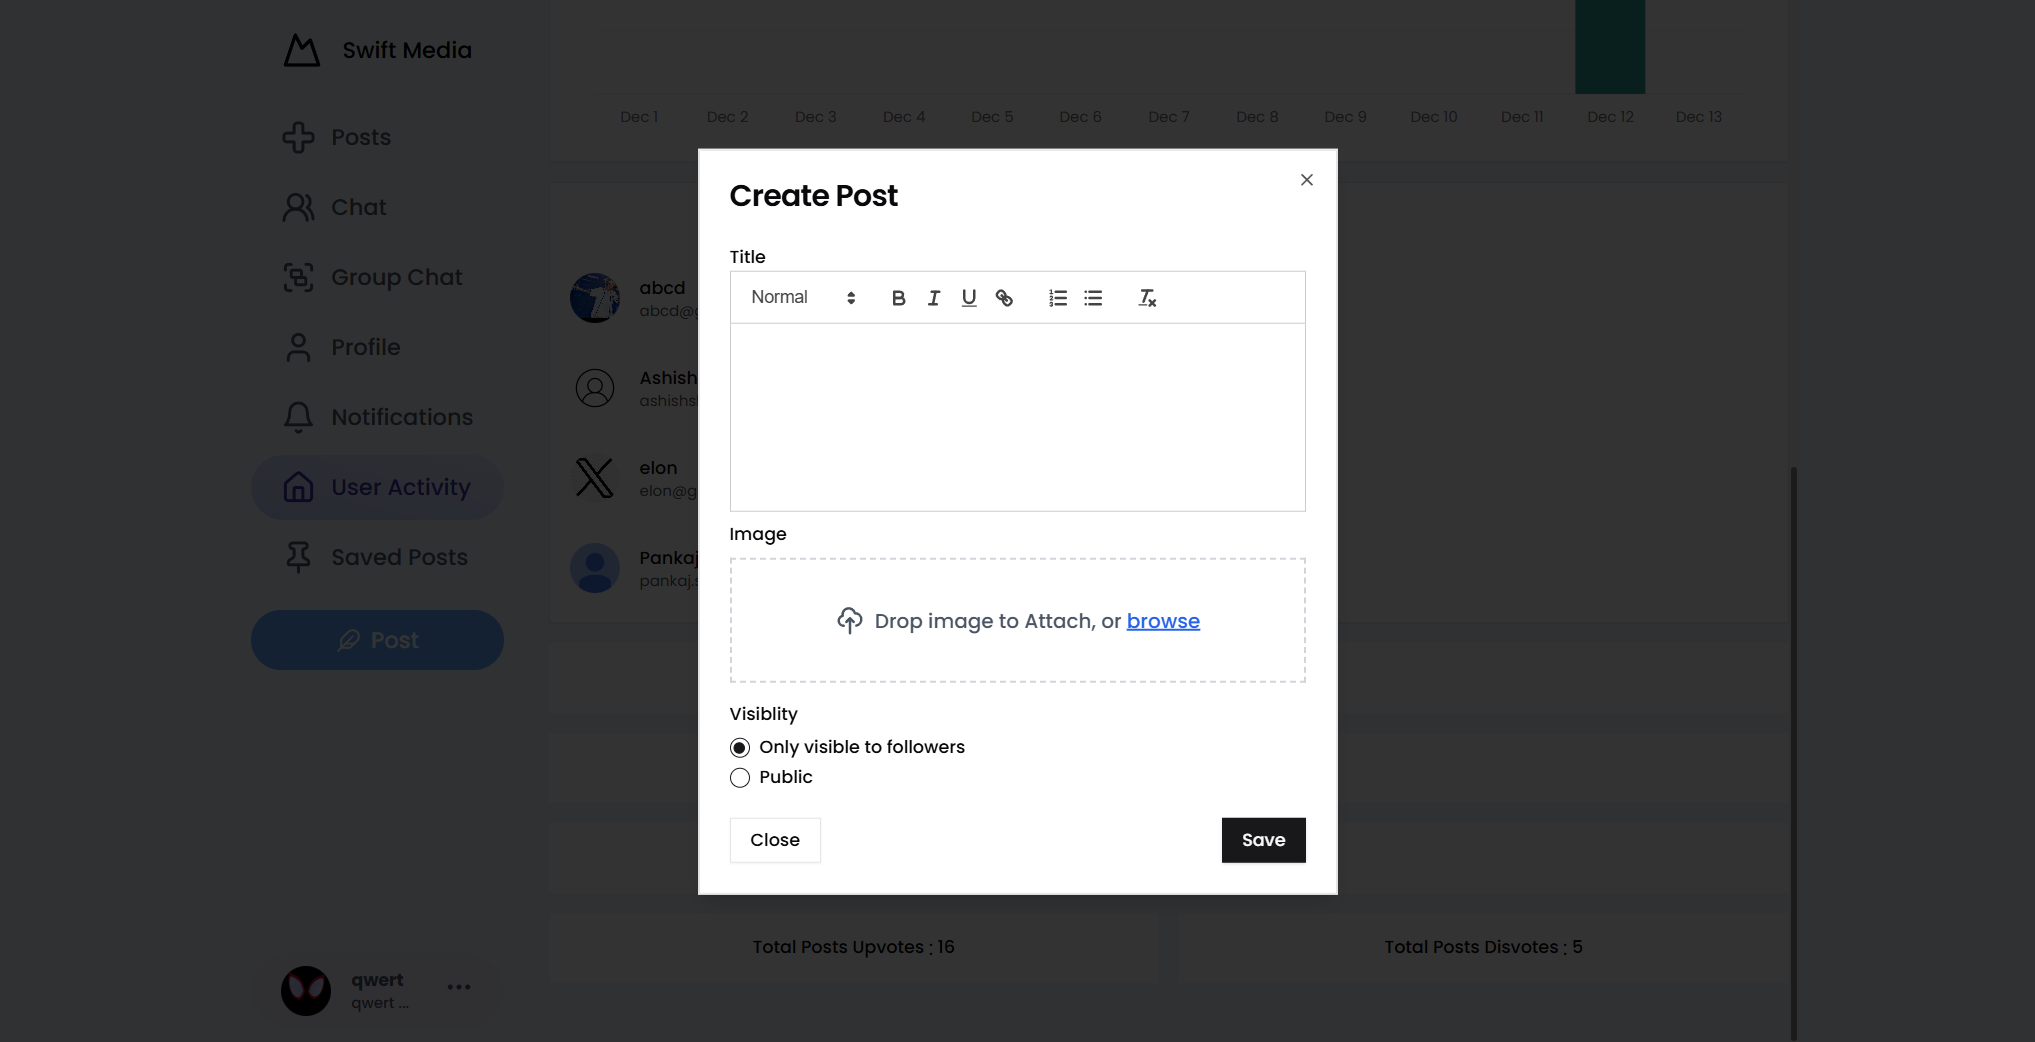 Swift Media
Posts
Chat
Group Chat
Profile
Notifications
User Activity
Saved Posts
Post
qwert
qwert ...
Dec 1 Dec 2 Dec 3 Dec 4 Dec 5 Dec 6 Dec 7 Dec 8 Dec 9 Dec 10 Dec 11 Dec 12 Dec 13
abcd
abcd@g
Ashish
ashishs
elon
elon@g
Pankaj
pankaj.s
Create Post
Title
Normal
Image
Drop image to Attach, or browse
Visiblity
Only visible to followers
Public
Close
Save
Total Posts Upvotes : 16
Total Posts Disvotes : 5